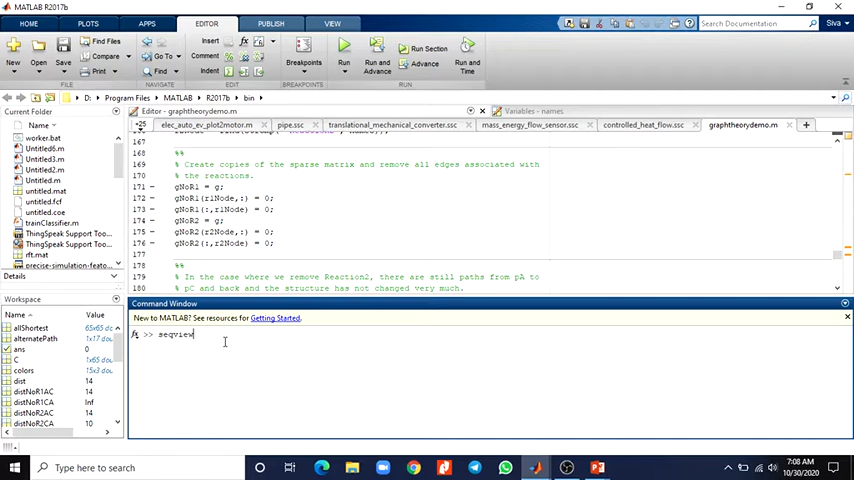 MATLAB R2017b
HOME PLOTS APPS EDITOR PUBLISH VIEW Search Documentation Siva
New Open Save Find Files Compare Print Go To Find Insert Comment Indent Breakpoints Run Run and Advance Run Section Advance Run and Time
FILE NAVIGATE EDIT BREAKPOINTS RUN
D: Program Files MATLAB R2017b bin
Current Folder
Name
worker.bat
Untitled6.m
Untitled3.m
Untitled2.m
Untitled.m
untitled.mat
untitled.fcf
untitled.coe
trainClassifier.m
ThingSpeak Support Too...
ThingSpeak Support Too...
rft.mat
precise-simulation-feato...
Details
Editor - graphtheorydemo.m Variables - names
+25 elec_auto_ev_plot2motor.m pipe.ssc translational_mechanical_converter.ssc mass_energy_flow_sensor.ssc controlled_heat_flow.ssc graphtheorydemo.m
167
168 %%
169 % Create copies of the sparse matrix and remove all edges associated with
170 % the reactions.
171 – gNoR1 = g;
172 – gNoR1(r1Node,:) = 0;
173 – gNoR1(:,r1Node) = 0;
174 – gNoR2 = g;
175 – gNoR2(r2Node,:) = 0;
176 – gNoR2(:,r2Node) = 0;
177
178 %%
179 % In the case where we remove Reaction2, there are still paths from pA to
180 % pC and back and the structure has not changed very much.
Command Window
New to MATLAB? See resources for Getting Started.
fx >> seqview
Workspace
Name Value
allShortest 65x65 do
alternatePath 1x17 dou
ans 0
C 1x65 do
colors 15x3 do
dist 14
distNoR1AC 14
distNoR1CA Inf
distNoR2AC 14
distNoR2CA 10
Type here to search
7:08 AM
10/30/2020